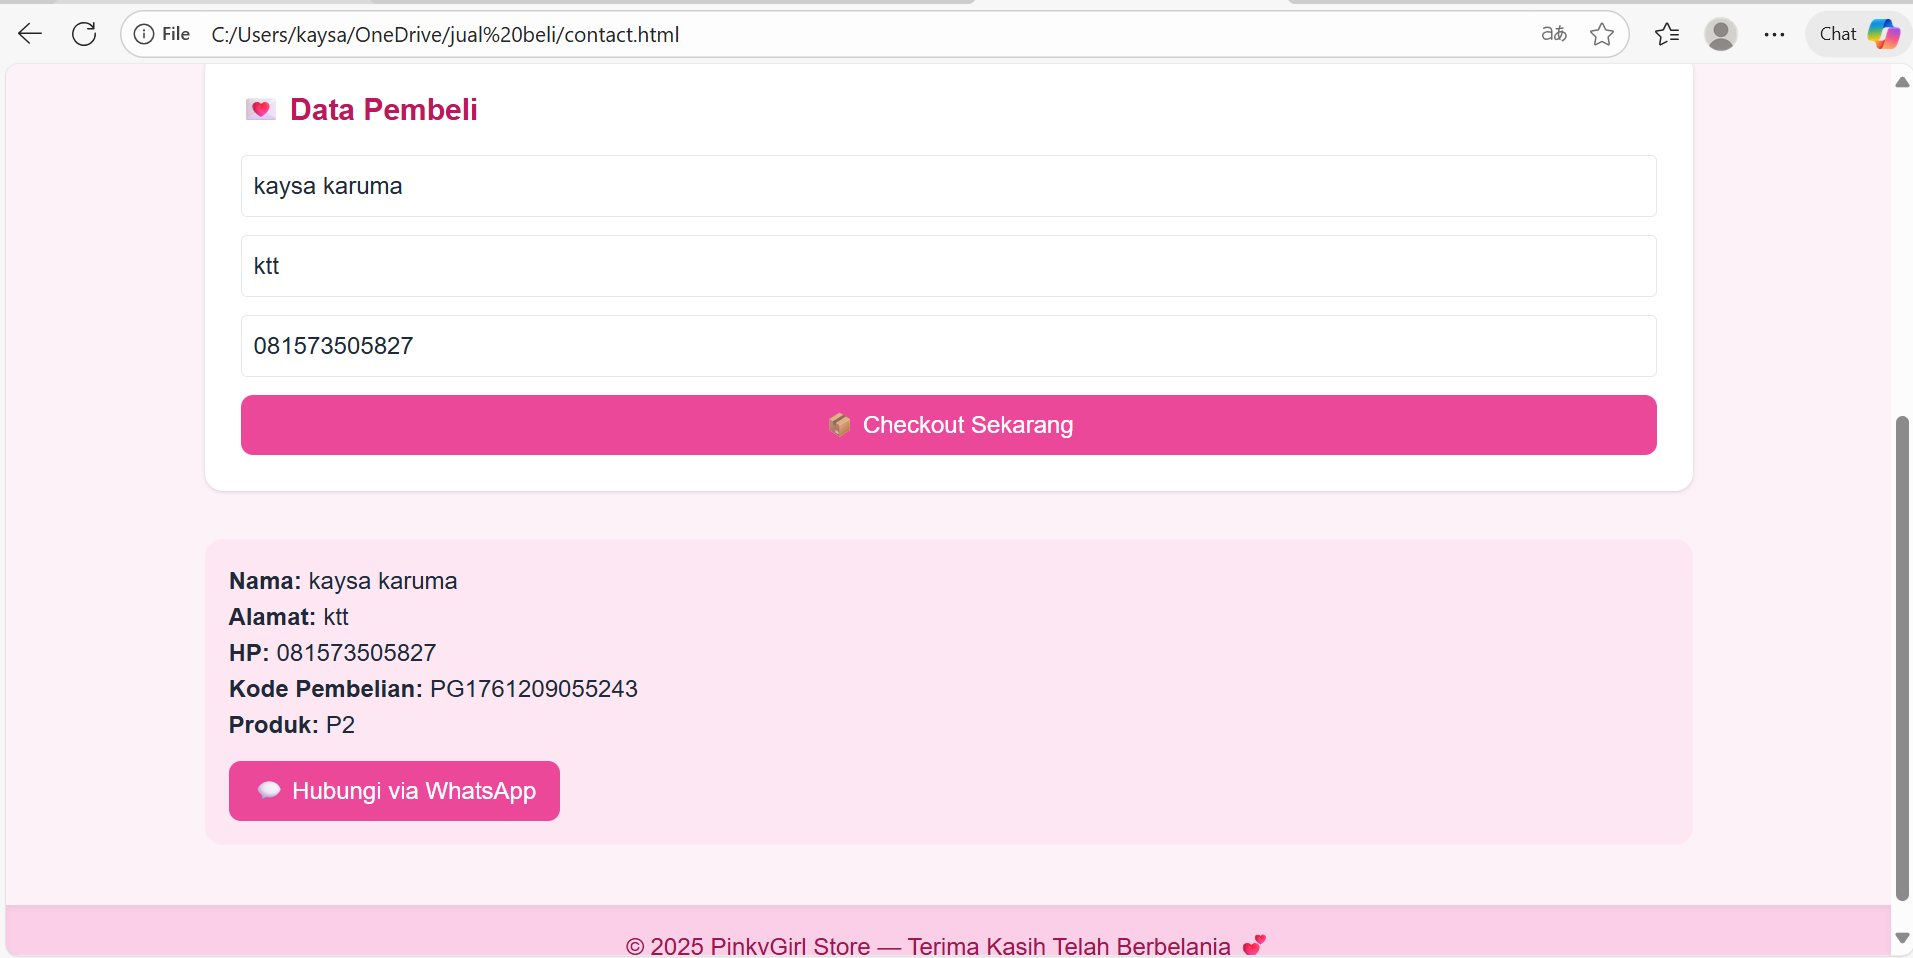 File C:/Users/kaysa/OneDrive/jual%20beli/contact.html Chat
Data Pembeli
kaysa karuma
ktt
081573505827
Checkout Sekarang
Nama: kaysa karuma
Alamat: ktt
HP: 081573505827
Kode Pembelian: PG1761209055243
Produk: P2
Hubungi via WhatsApp
© 2025 PinkyGirl Store — Terima Kasih Telah Berbelanja